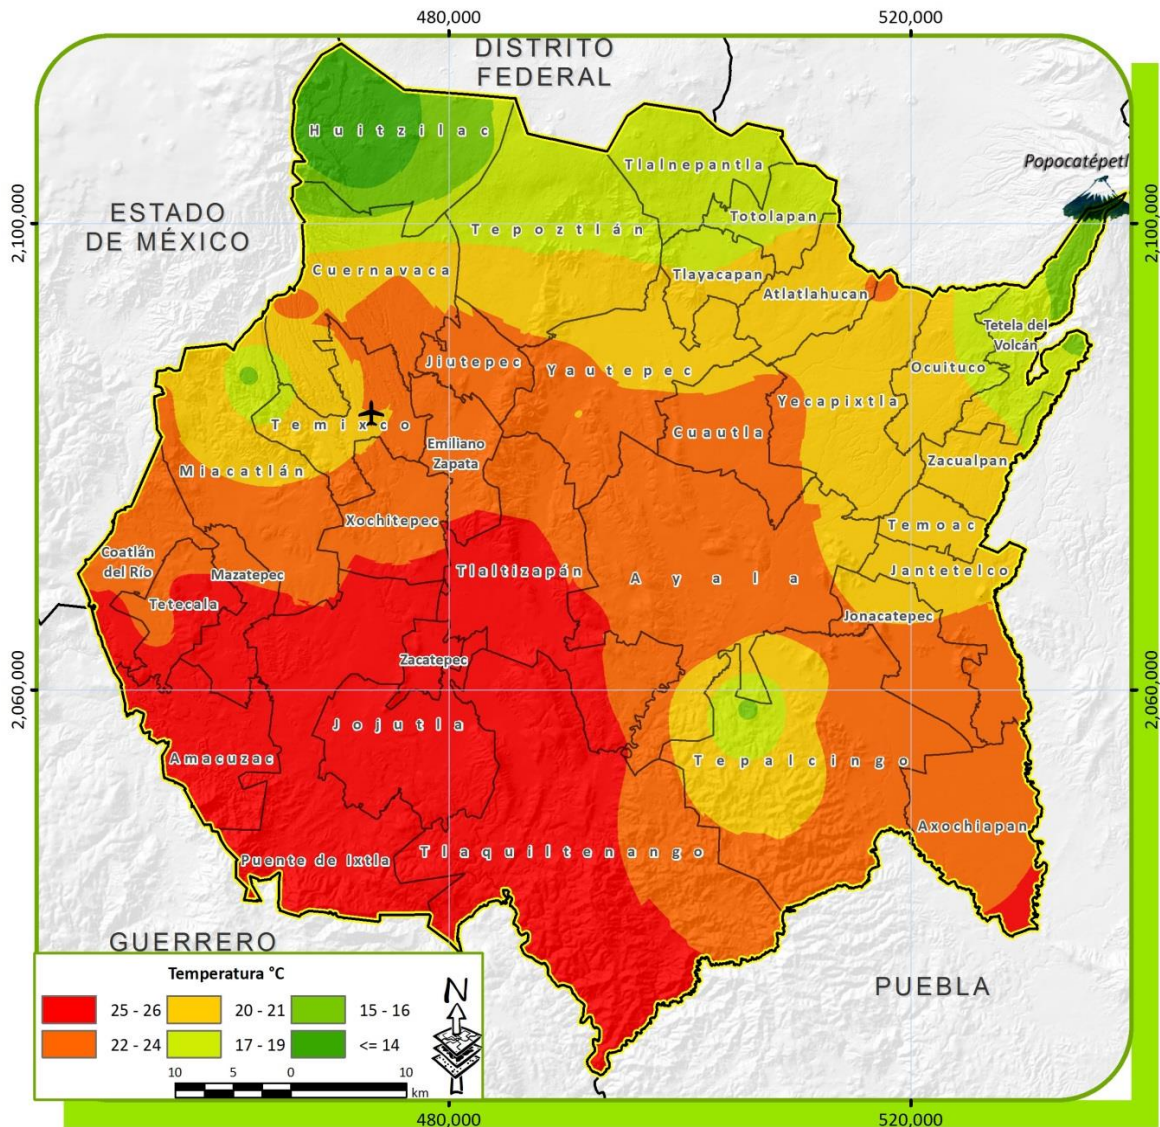 480,000
520,000
DISTRITO
FEDERAL
Huitzilac
Tlalnepantla
Popocatépetl
ESTADO
DE MÉXICO
Totolapan
2,100,000
2,100,000
Tepoztlán
Cuernavaca
Tlayacapan
Atlatlahucan
Tetela del
Volcán
Jiutepec
Yautepec
Ocuituco
Yecapixtla
Temixco
Cuautla
Emiliano
Zapata
Zacualpan
Miacatlán
Xochitepec
Temoac
Coatlán
del Río
Mazatepec
Tlaltizapán
Ayala
Jantetelco
Tetecala
Jonacatepec
Zacatepec
2,060,000
2,060,000
Jojutla
Amacuzac
Tepalcingo
Axochiapan
Puente de Ixtla
Tlaquiltenango
GUERRERO
PUEBLA
Temperatura °C
25 - 26
20 - 21
15 - 16
22 - 24
17 - 19
<= 14
N
10 5 0 10
km
480,000
520,000